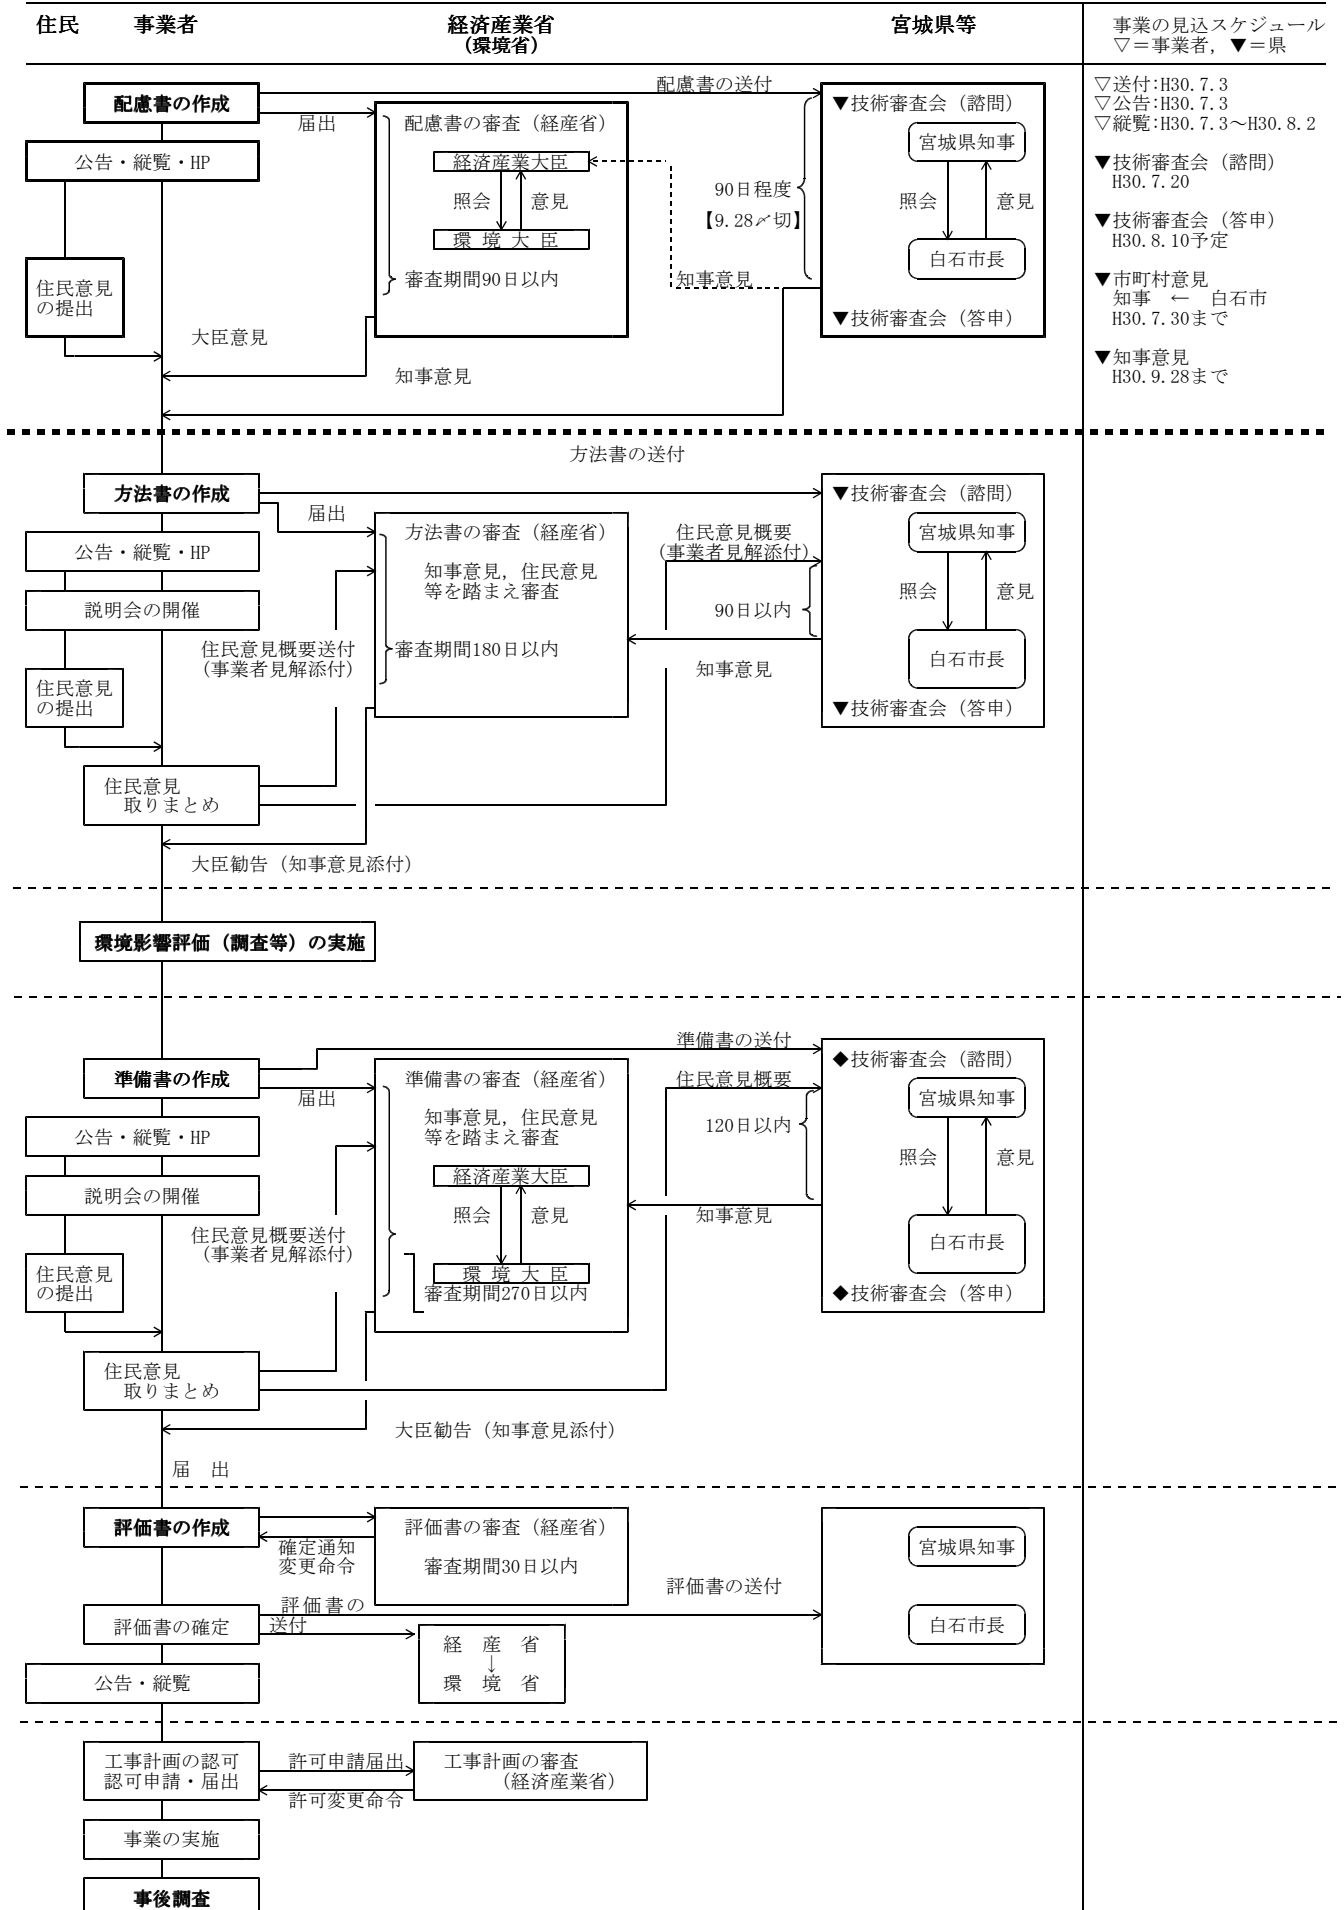 住民
事業者
経済産業省
(環境省)
宮城県等
事業の見込スケジュール
▽＝事業者，▼＝県
配慮書の作成
届出
公告・縦覧・HP
住民意見
の提出
大臣意見
配慮書の審査（経産省）
経済産業大臣
照会
意見
環 境 大 臣
審査期間90日以内
知事意見
配慮書の送付
90日程度
【9.28〆切】
知事意見
▼技術審査会（諮問）
宮城県知事
照会
意見
白石市長
▼技術審査会（答申）
▽送付:H30.7.3
▽公告:H30.7.3
▽縦覧:H30.7.3～H30.8.2
▼技術審査会（諮問）
H30.7.20
▼技術審査会（答申）
H30.8.10予定
▼市町村意見
知事 ← 白石市
H30.7.30まで
▼知事意見
H30.9.28まで
方法書の送付
方法書の作成
届出
公告・縦覧・HP
説明会の開催
住民意見概要送付
(事業者見解添付)
住民意見
の提出
住民意見
取りまとめ
大臣勧告（知事意見添付）
方法書の審査（経産省）
知事意見，住民意見
等を踏まえ審査
審査期間180日以内
住民意見概要
(事業者見解添付)
90日以内
知事意見
▼技術審査会（諮問）
宮城県知事
照会
意見
白石市長
▼技術審査会（答申）
環境影響評価（調査等）の実施
準備書の送付
準備書の作成
届出
公告・縦覧・HP
説明会の開催
住民意見概要送付
(事業者見解添付)
住民意見
の提出
住民意見
取りまとめ
大臣勧告（知事意見添付）
準備書の審査（経産省）
知事意見，住民意見
等を踏まえ審査
経済産業大臣
照会
意見
環 境 大 臣
審査期間270日以内
住民意見概要
120日以内
知事意見
◆技術審査会（諮問）
宮城県知事
照会
意見
白石市長
◆技術審査会（答申）
届 出
評価書の作成
確定通知
変更命令
評価書の審査（経産省）
審査期間30日以内
宮城県知事
評価書の送付
評価書の確定
評価書の
送付
白石市長
経 産 省
↓
環 境 省
公告・縦覧
工事計画の認可
認可申請・届出
許可申請届出
許可変更命令
工事計画の審査
(経済産業省)
事業の実施
事後調査